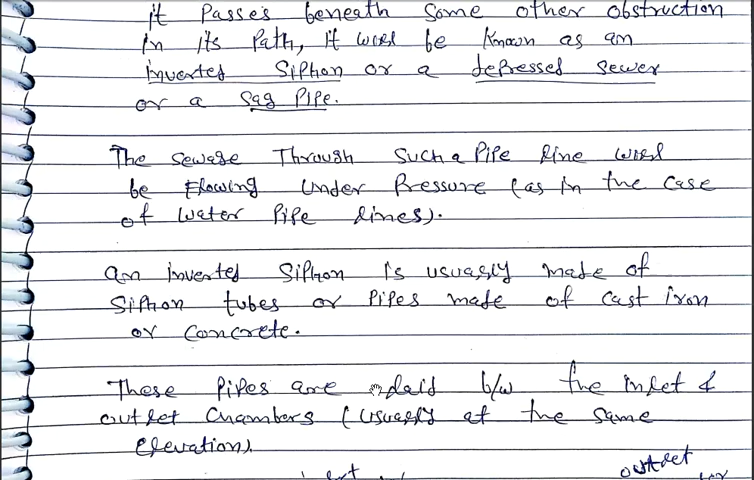 it passes beneath some other obstruction
in its path, it will be known as an
inverted siphon or a depressed sewer
or a sag pipe.
The sewage through such a pipe line will
be flowing under pressure (as in the case
of water pipe lines).
an inverted siphon is usually made of
siphon tubes or pipes made of cast iron
or concrete.
These pipes are laid b/w the inlet &
outlet chambers (usually at the same
elevation).
outlet